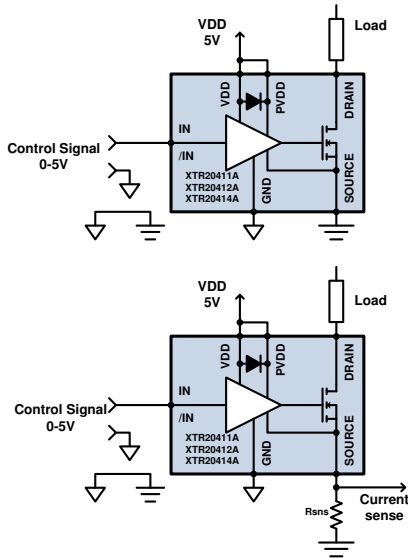 VDD
5V
Load
VDD
PVDD
DRAIN
IN
Control Signal
0-5V
/IN
XTR20411A
XTR20412A
XTR20414A
GND
SOURCE
VDD
5V
Load
VDD
PVDD
DRAIN
IN
Control Signal
0-5V
/IN
XTR20411A
XTR20412A
XTR20414A
GND
SOURCE
Rsns
Current
sense